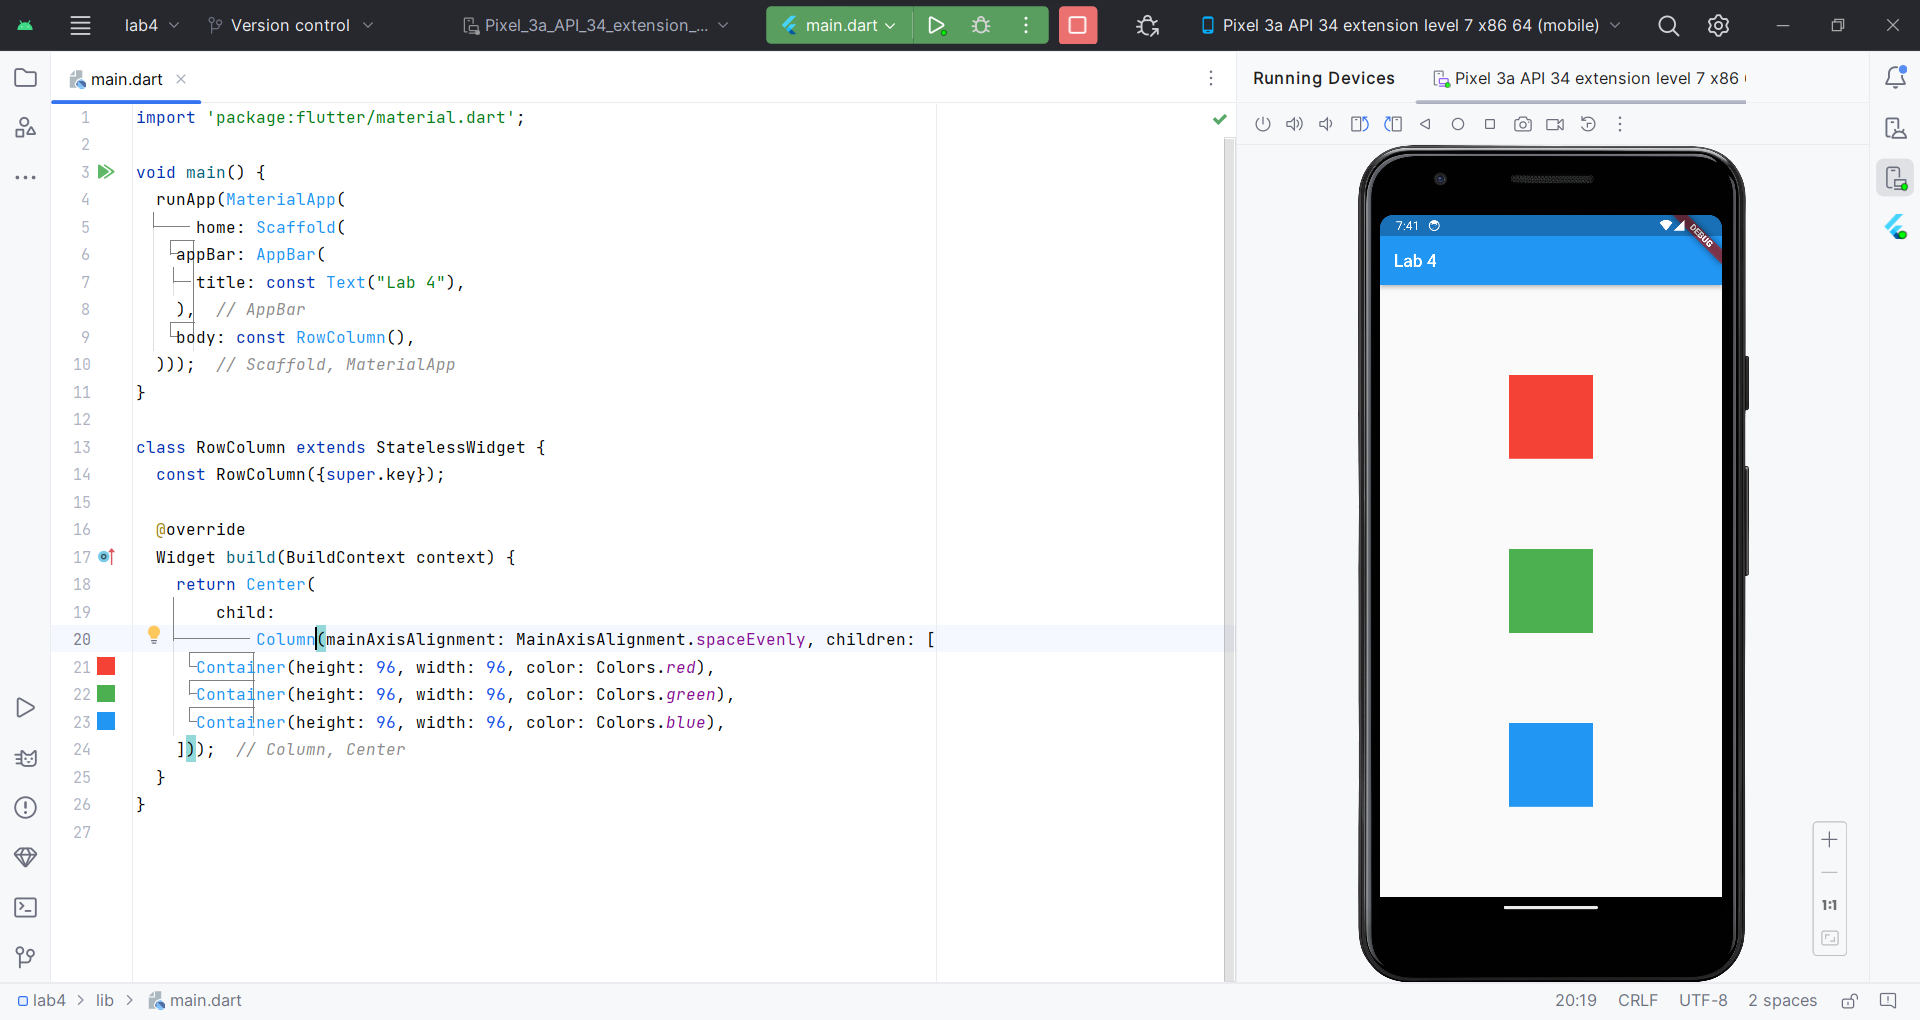 lab4
Version control
Pixel_3a_API_34_extension_...
main.dart
Pixel 3a API 34 extension level 7 x86 64 (mobile)
main.dart
Running Devices
Pixel 3a API 34 extension level 7 x86
1 import 'package:flutter/material.dart';
2
3 void main() {
4 runApp(MaterialApp(
5 home: Scaffold(
6 appBar: AppBar(
7 title: const Text("Lab 4"),
8 ), // AppBar
9 body: const RowColumn(),
10 ))); // Scaffold, MaterialApp
11 }
12
13 class RowColumn extends StatelessWidget {
14 const RowColumn({super.key});
15
16 @override
17 Widget build(BuildContext context) {
18 return Center(
19 child:
20 Column(mainAxisAlignment: MainAxisAlignment.spaceEvenly, children: [
21 Container(height: 96, width: 96, color: Colors.red),
22 Container(height: 96, width: 96, color: Colors.green),
23 Container(height: 96, width: 96, color: Colors.blue),
24 ])); // Column, Center
25 }
26 }
27
7:41
DEBUG
Lab 4
1:1
lab4 > lib > main.dart
20:19 CRLF UTF-8 2 spaces